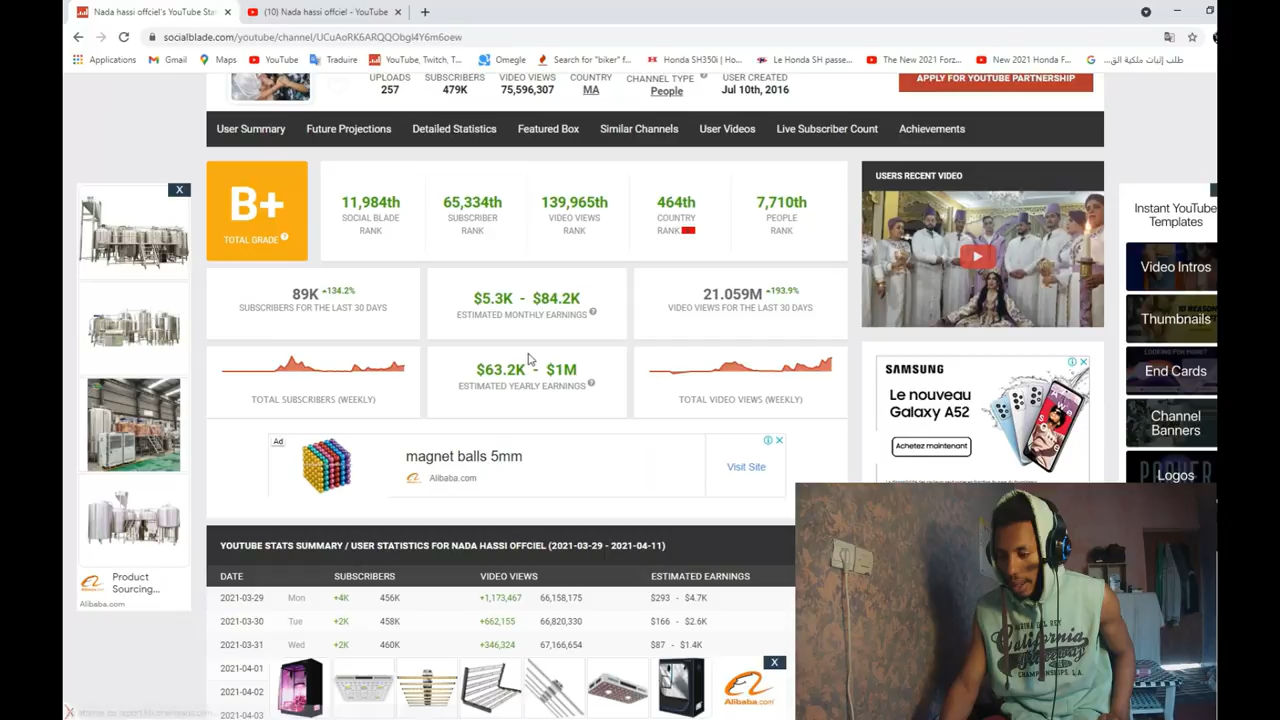 Nada hassi offciel's YouTube Sta
(10) Nada hassi offciel - YouTube
socialblade.com/youtube/channel/UCuAoRK6ARQQObgI4Y6m6oew
Applications
Gmail
Maps
YouTube
Traduire
YouTube, Twitch, T...
Omegle
Search for "biker" f...
Honda SH350i | Ho...
Le Honda SH passe...
The New 2021 Forz...
New 2021 Honda F...
طلب إثبات ملكية الق...
UPLOADS
257
SUBSCRIBERS
479K
VIDEO VIEWS
75,596,307
COUNTRY
MA
CHANNEL TYPE
People
USER CREATED
Jul 10th, 2016
APPLY FOR YOUTUBE PARTNERSHIP
User Summary
Future Projections
Detailed Statistics
Featured Box
Similar Channels
User Videos
Live Subscriber Count
Achievements
B+
TOTAL GRADE
11,984th
SOCIAL BLADE
RANK
65,334th
SUBSCRIBER
RANK
139,965th
VIDEO VIEWS
RANK
464th
COUNTRY
RANK
7,710th
PEOPLE
RANK
USERS RECENT VIDEO
89K +134.2%
SUBSCRIBERS FOR THE LAST 30 DAYS
$5.3K - $84.2K
ESTIMATED MONTHLY EARNINGS
21.059M +193.9%
VIDEO VIEWS FOR THE LAST 30 DAYS
TOTAL SUBSCRIBERS (WEEKLY)
$63.2K - $1M
ESTIMATED YEARLY EARNINGS
TOTAL VIDEO VIEWS (WEEKLY)
Ad
magnet balls 5mm
Alibaba.com
Visit Site
SAMSUNG
Le nouveau
Galaxy A52
Achetez maintenant
Instant YouTube
Templates
Video Intros
Thumbnails
End Cards
Channel
Banners
Logos
Product
Sourcing...
Alibaba.com
YOUTUBE STATS SUMMARY / USER STATISTICS FOR NADA HASSI OFFCIEL (2021-03-29 - 2021-04-11)
DATE SUBSCRIBERS VIDEO VIEWS ESTIMATED EARNINGS
2021-03-29 Mon +4K 456K +1,173,467 66,158,175 $293 - $4.7K
2021-03-30 Tue +2K 458K +662,155 66,820,330 $166 - $2.6K
2021-03-31 Wed +2K 460K +346,324 67,166,654 $87 - $1.4K
2021-04-01
2021-04-02
2021-04-03
Alibaba.com
California
CHAMPIONSHIPS. L.A.